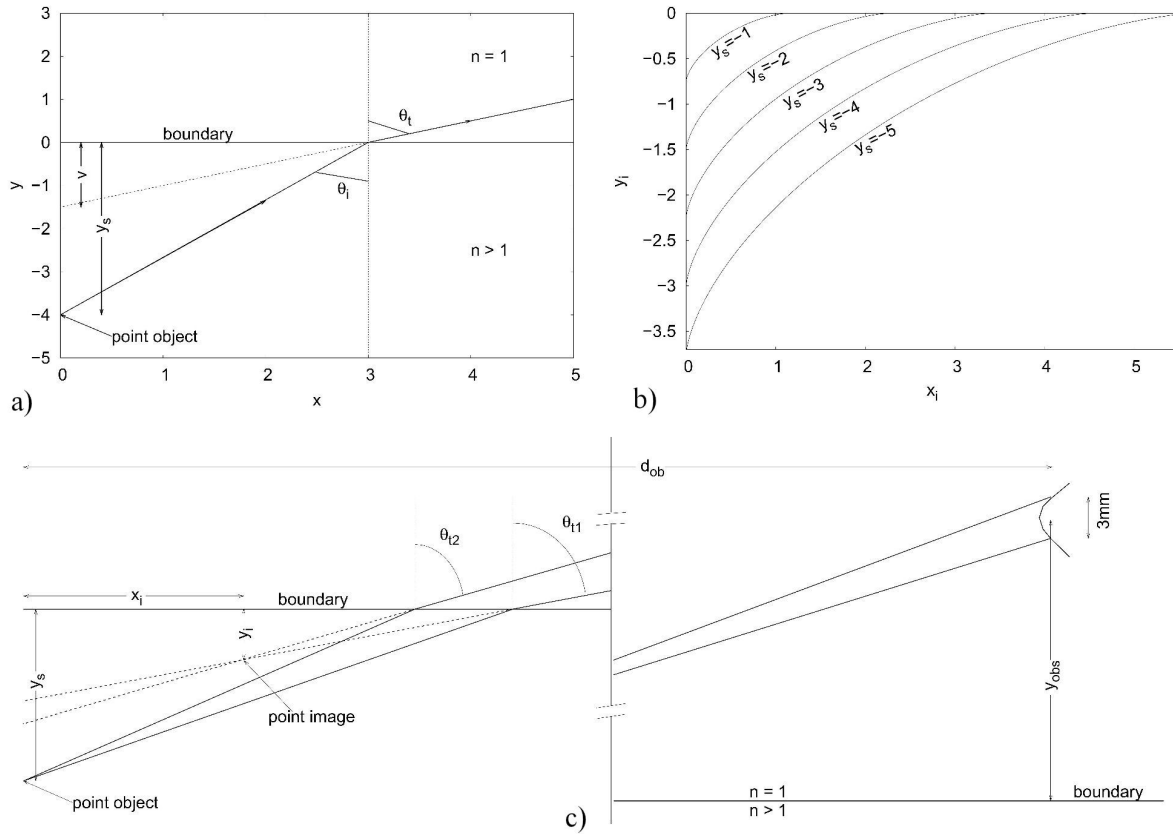 3
2
1
0
−1
−2
−3
−4
−5
y
0
1
2
3
4
5
x
n = 1
θt
boundary
v
ys
θi
n > 1
point object
a)
0
−0.5
−1
−1.5
−2
−2.5
−3
−3.5
yi
0
1
2
3
4
5
xi
ys=−1
ys=−2
ys=−3
ys=−4
ys=−5
b)
dob
θt2
θt1
3mm
xi
boundary
yi
ys
point image
yobs
point object
n = 1
boundary
n > 1
c)